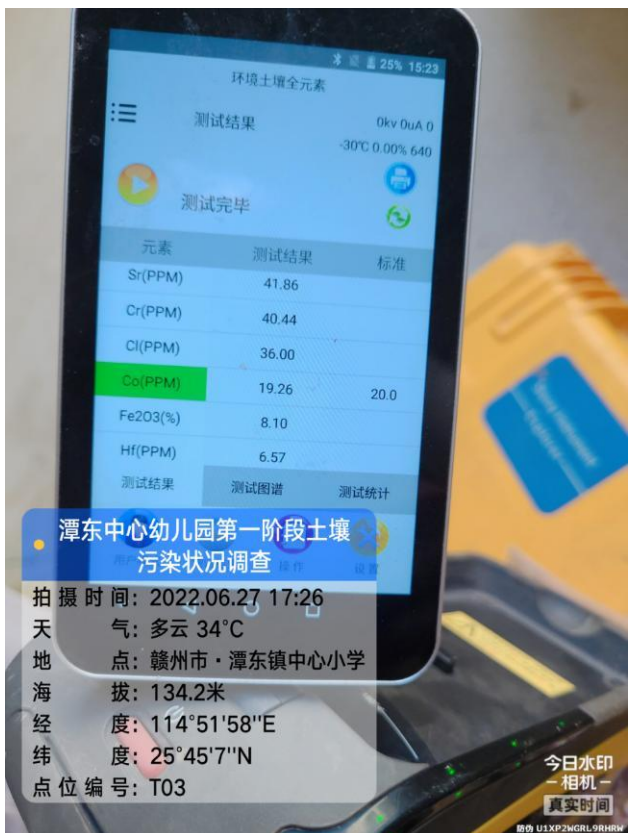 25% 15:23
环境土壤全元素
测试结果
0kv 0uA 0
-30℃ 0.00% 640
测试完毕
元素 测试结果 标准
Sr(PPM) 41.86
Cr(PPM) 40.44
Cl(PPM) 36.00
Co(PPM) 19.26 20.0
Fe2O3(%) 8.10
Hf(PPM) 6.57
测试结果 测试图谱 测试统计
操作 设置
潭东中心幼儿园第一阶段土壤
污染状况调查
拍摄时间：2022.06.27 17:26
天气：多云 34°C
地点：赣州市·潭东镇中心小学
海拔：134.2米
经度：114°51'58''E
纬度：25°45'7''N
点位编号：T03
今日水印
-相机-
真实时间
防伪 U1XP2WGRL9RHRW